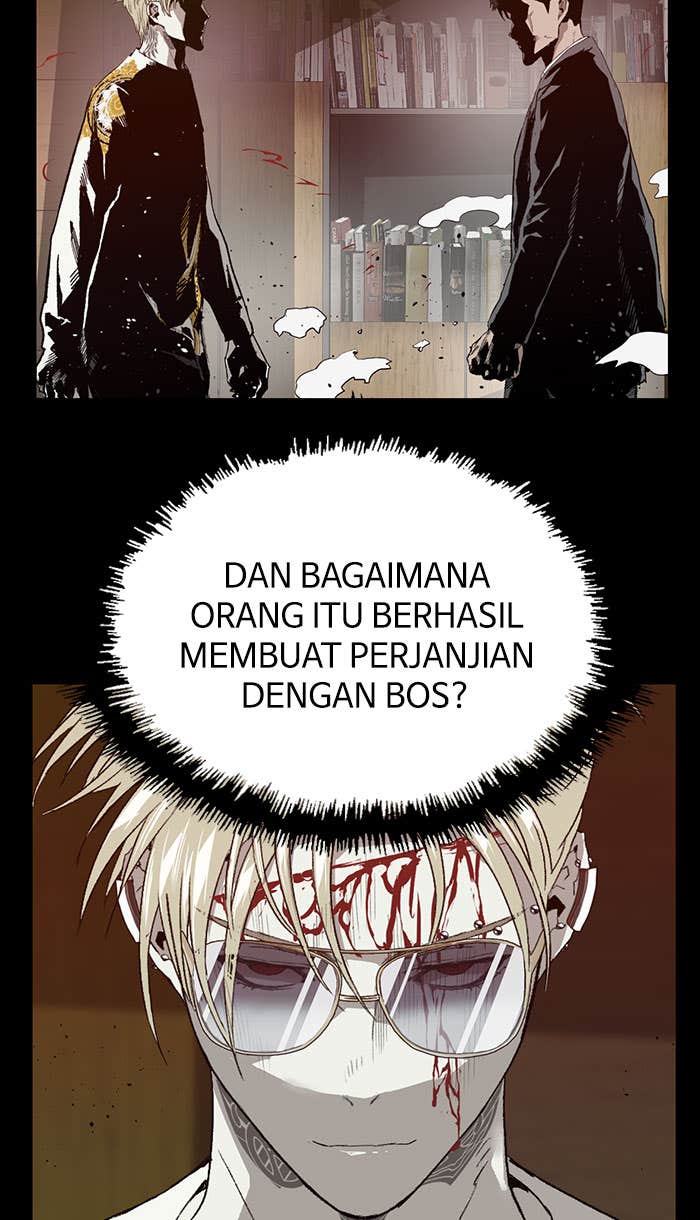 DAN BAGAIMANA
ORANG ITU BERHASIL
MEMBUAT PERJANJIAN
DENGAN BOS?